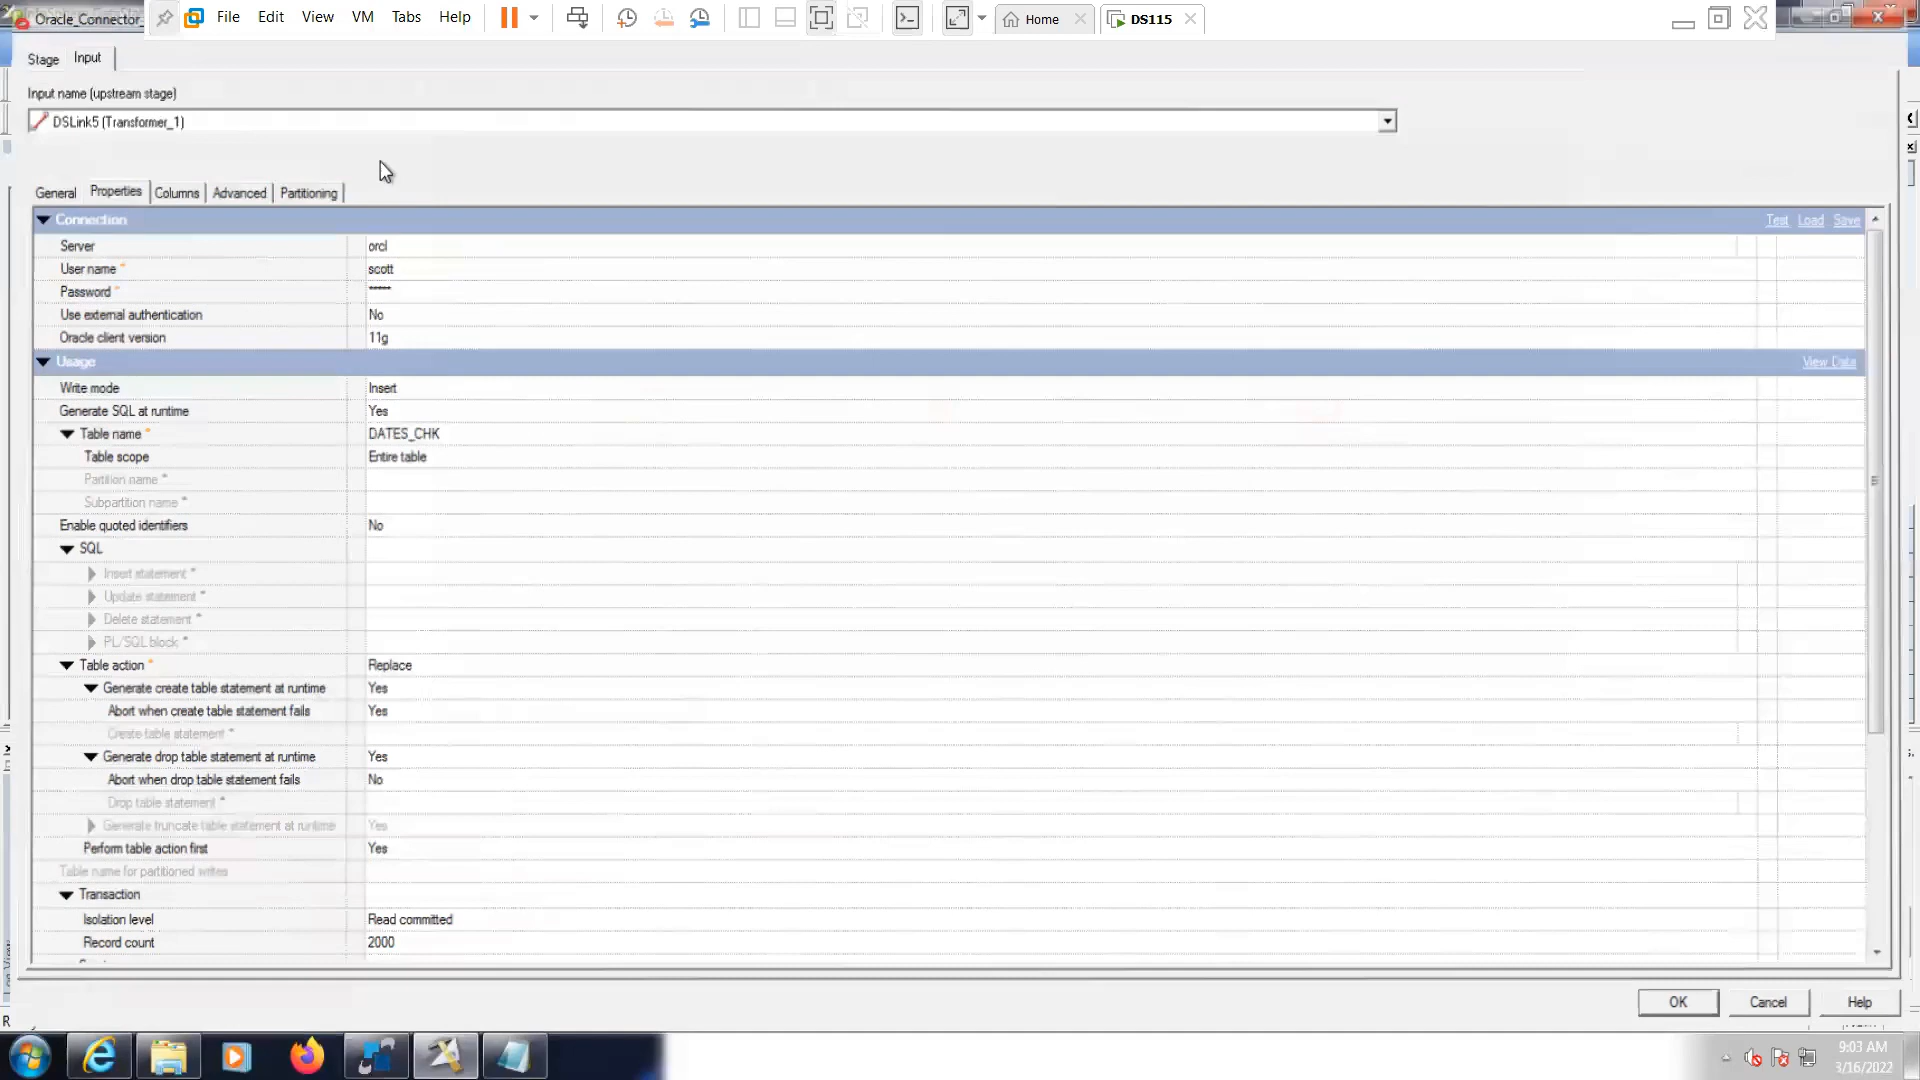 Oracle_Connector
File Edit View VM Tabs Help
Home
DS115
Stage Input
Input name (upstream stage)
DSLink5 (Transformer_1)
General Properties Columns Advanced Partitioning
Connection Test Load Save
Server orcl
User name * scott
Password * *****
Use external authentication No
Oracle client version 11g
Usage View Data
Write mode Insert
Generate SQL at runtime Yes
Table name * DATES_CHK
Table scope Entire table
Partition name *
Subpartition name *
Enable quoted identifiers No
SQL
Insert statement *
Update statement *
Delete statement *
PL/SQL block *
Table action * Replace
Generate create table statement at runtime Yes
Abort when create table statement fails Yes
Create table statement *
Generate drop table statement at runtime Yes
Abort when drop table statement fails No
Drop table statement *
Generate truncate table statement at runtime Yes
Perform table action first Yes
Table name for partitioned writes
Transaction
Isolation level Read committed
Record count 2000
OK Cancel Help
9:03 AM
3/16/2022